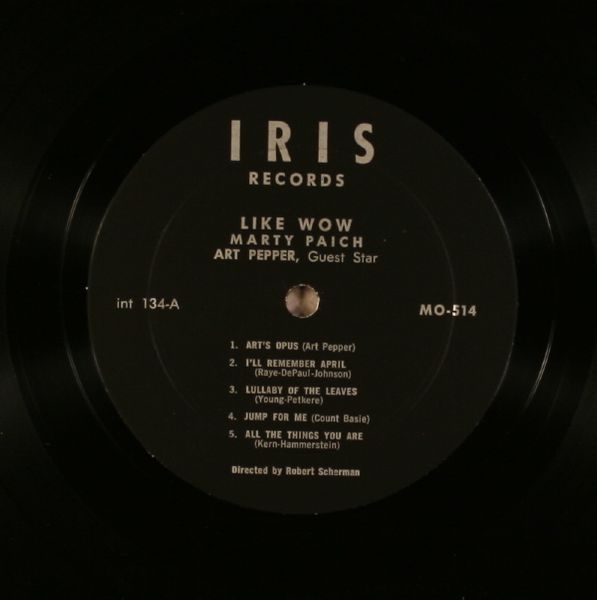 IRIS
RECORDS
LIKE WOW
MARTY PAICH
ART PEPPER, Guest Star
int 134-A
MO-514
1. ART'S OPUS (Art Pepper)
2. I'LL REMEMBER APRIL
(Raye-DePaul-Johnson)
3. LULLABY OF THE LEAVES
(Young-Petkere)
4. JUMP FOR ME (Count Basie)
5. ALL THE THINGS YOU ARE
(Kern-Hammerstein)
Directed by Robert Scherman